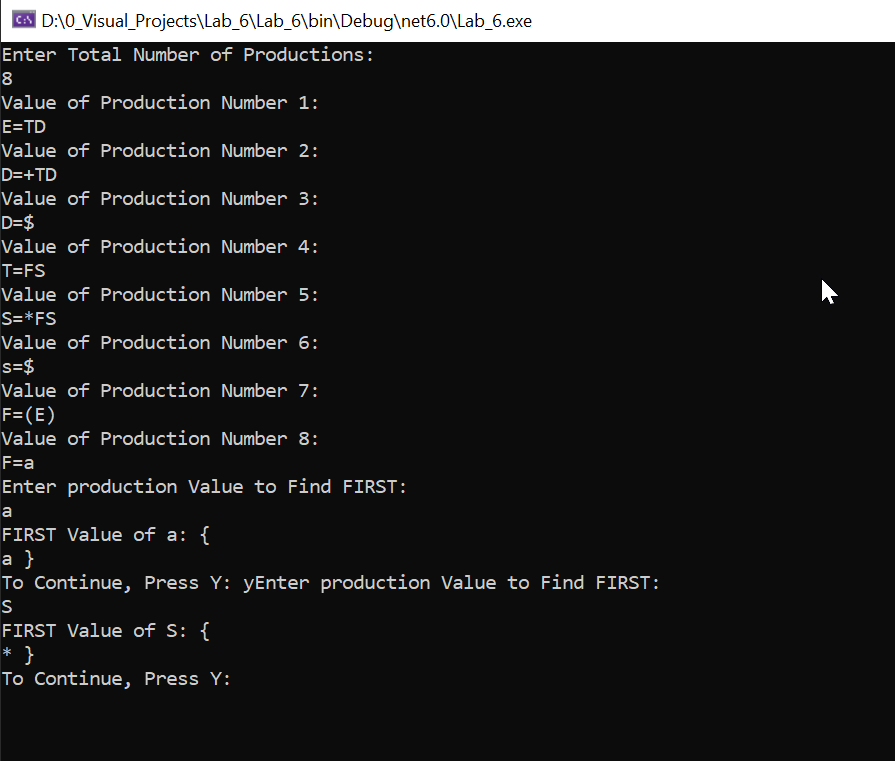 D:\0_Visual_Projects\Lab_6\Lab_6\bin\Debug\net6.0\Lab_6.exe
Enter Total Number of Productions:
8
Value of Production Number 1:
E=TD
Value of Production Number 2:
D=+TD
Value of Production Number 3:
D=$
Value of Production Number 4:
T=FS
Value of Production Number 5:
S=*FS
Value of Production Number 6:
s=$
Value of Production Number 7:
F=(E)
Value of Production Number 8:
F=a
Enter production Value to Find FIRST:
a
FIRST Value of a: {
a }
To Continue, Press Y: yEnter production Value to Find FIRST:
S
FIRST Value of S: {
* }
To Continue, Press Y: